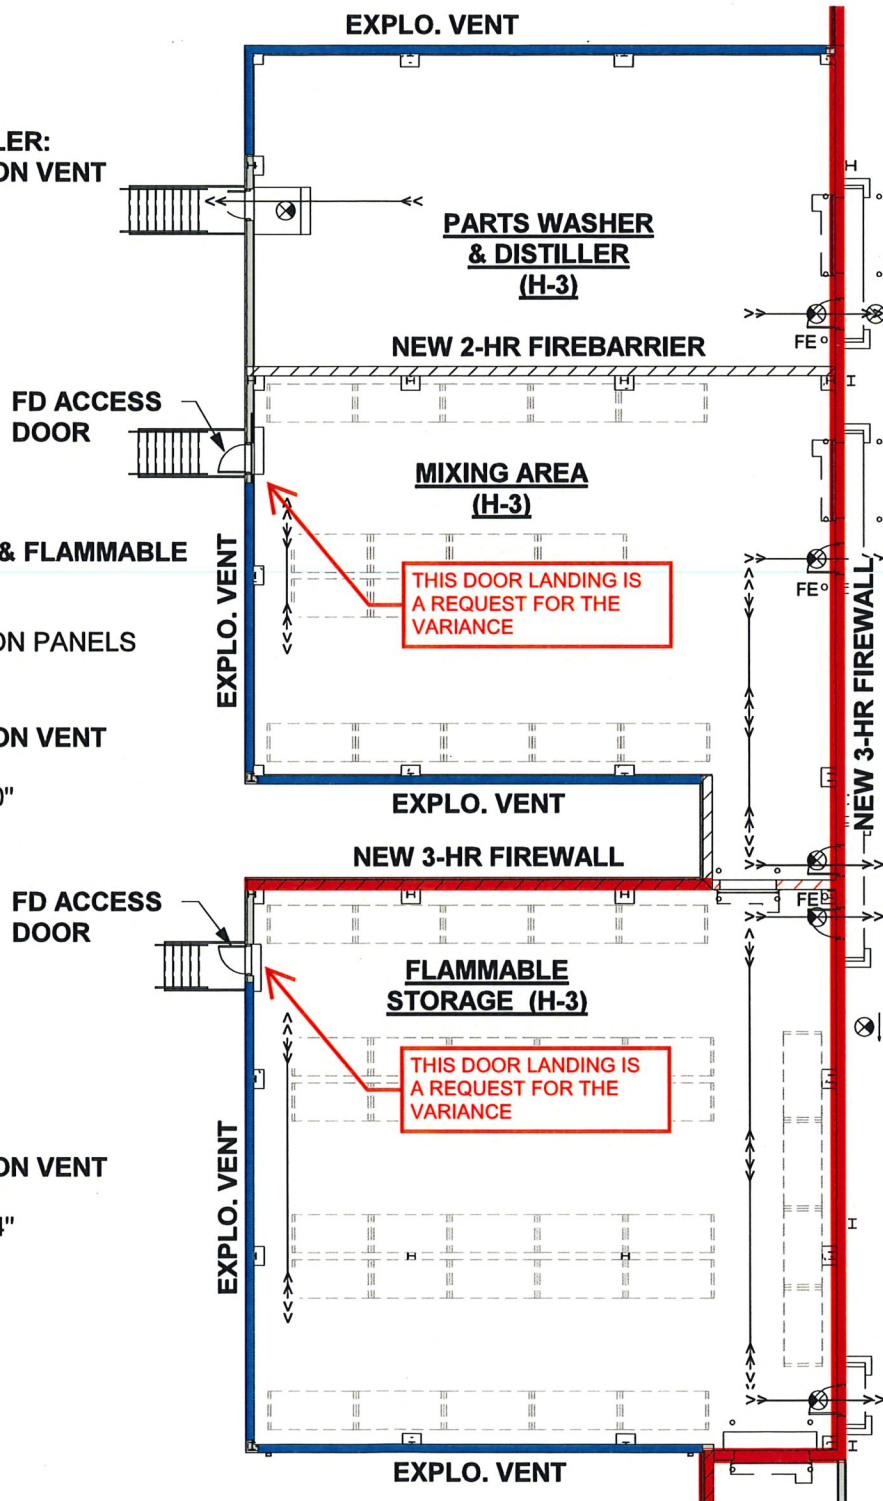 EXPLO. VENT
LER:
ON VENT
PARTS WASHER
& DISTILLER
(H-3)
FE
NEW 2-HR FIREBARRIER
FD ACCESS
DOOR
MIXING AREA
(H-3)
& FLAMMABLE
EXPLO. VENT
THIS DOOR LANDING IS
A REQUEST FOR THE
VARIANCE
FE
NEW 3-HR FIREWALL
ON PANELS
ON VENT
0"
EXPLO. VENT
NEW 3-HR FIREWALL
FD ACCESS
DOOR
FE
FLAMMABLE
STORAGE (H-3)
THIS DOOR LANDING IS
A REQUEST FOR THE
VARIANCE
EXPLO. VENT
ON VENT
4"
EXPLO. VENT